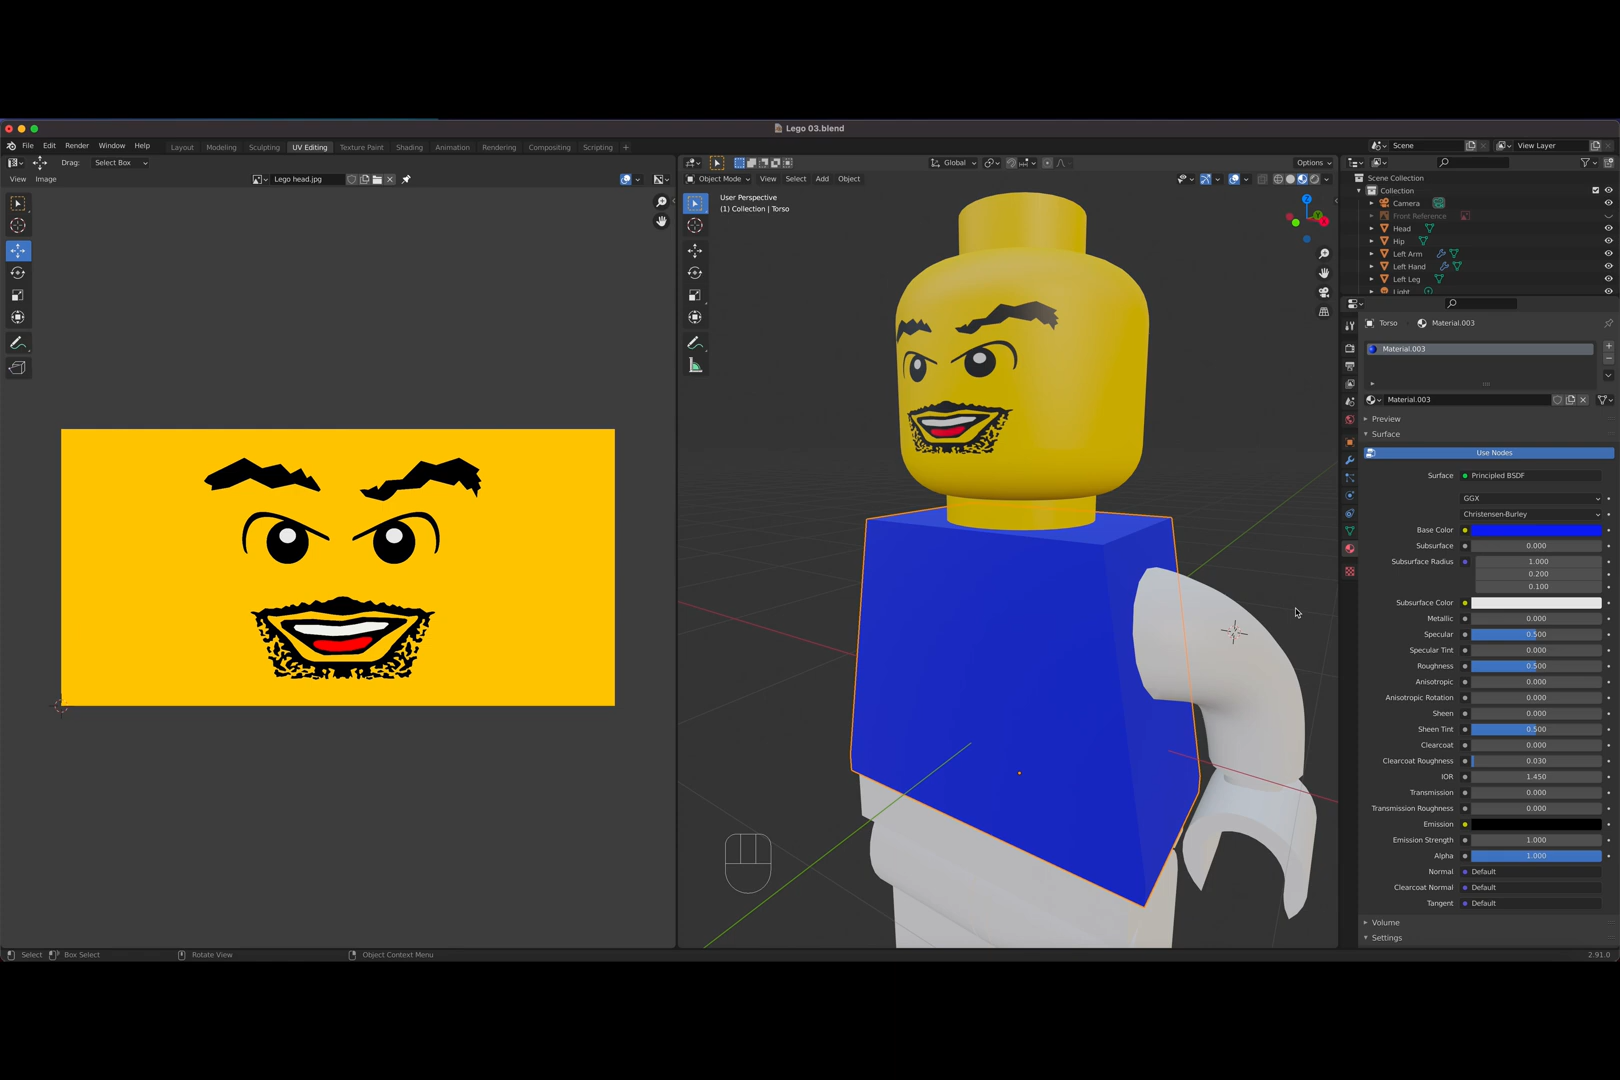 Lego 03.blend
File Edit Render Window Help
Layout Modeling Sculpting UV Editing Texture Paint Shading Animation Rendering Compositing Scripting +
Scene
View Layer
Drag: Select Box
Global
Options
View Image
Lego head.jpg
Object Mode View Select Add Object
User Perspective
(1) Collection | Torso
Scene Collection
Collection
Camera
Front Reference
Head
Hip
Left Arm
Left Hand
Left Leg
Light
Torso Material.003
Material.003
Material.003
Preview
Surface
Use Nodes
Surface Principled BSDF
GGX
Christensen-Burley
Base Color
Subsurface 0.000
Subsurface Radius 1.000
0.200
0.100
Subsurface Color
Metallic 0.000
Specular 0.500
Specular Tint 0.000
Roughness 0.500
Anisotropic 0.000
Anisotropic Rotation 0.000
Sheen 0.000
Sheen Tint 0.500
Clearcoat 0.000
Clearcoat Roughness 0.030
IOR 1.450
Transmission 0.000
Transmission Roughness 0.000
Emission
Emission Strength 1.000
Alpha 1.000
Normal Default
Clearcoat Normal Default
Tangent Default
Volume
Settings
Select Box Select Rotate View Object Context Menu
2.91.0
X
Y
Z